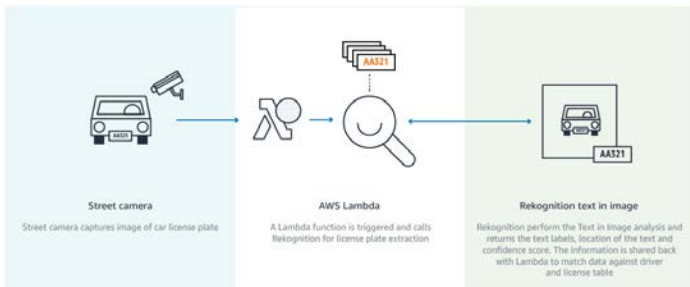 AA321
AA321
AA321
Street camera
Street camera captures image of car license plate
AWS Lambda
A Lambda function is triggered and calls
Rekognition for license plate extraction
Rekognition text in image
Rekognition perform the Text in Image analysis and
returns the text labels, location of the text and
confidence score. The information is shared back
with Lambda to match data against driver
and license table